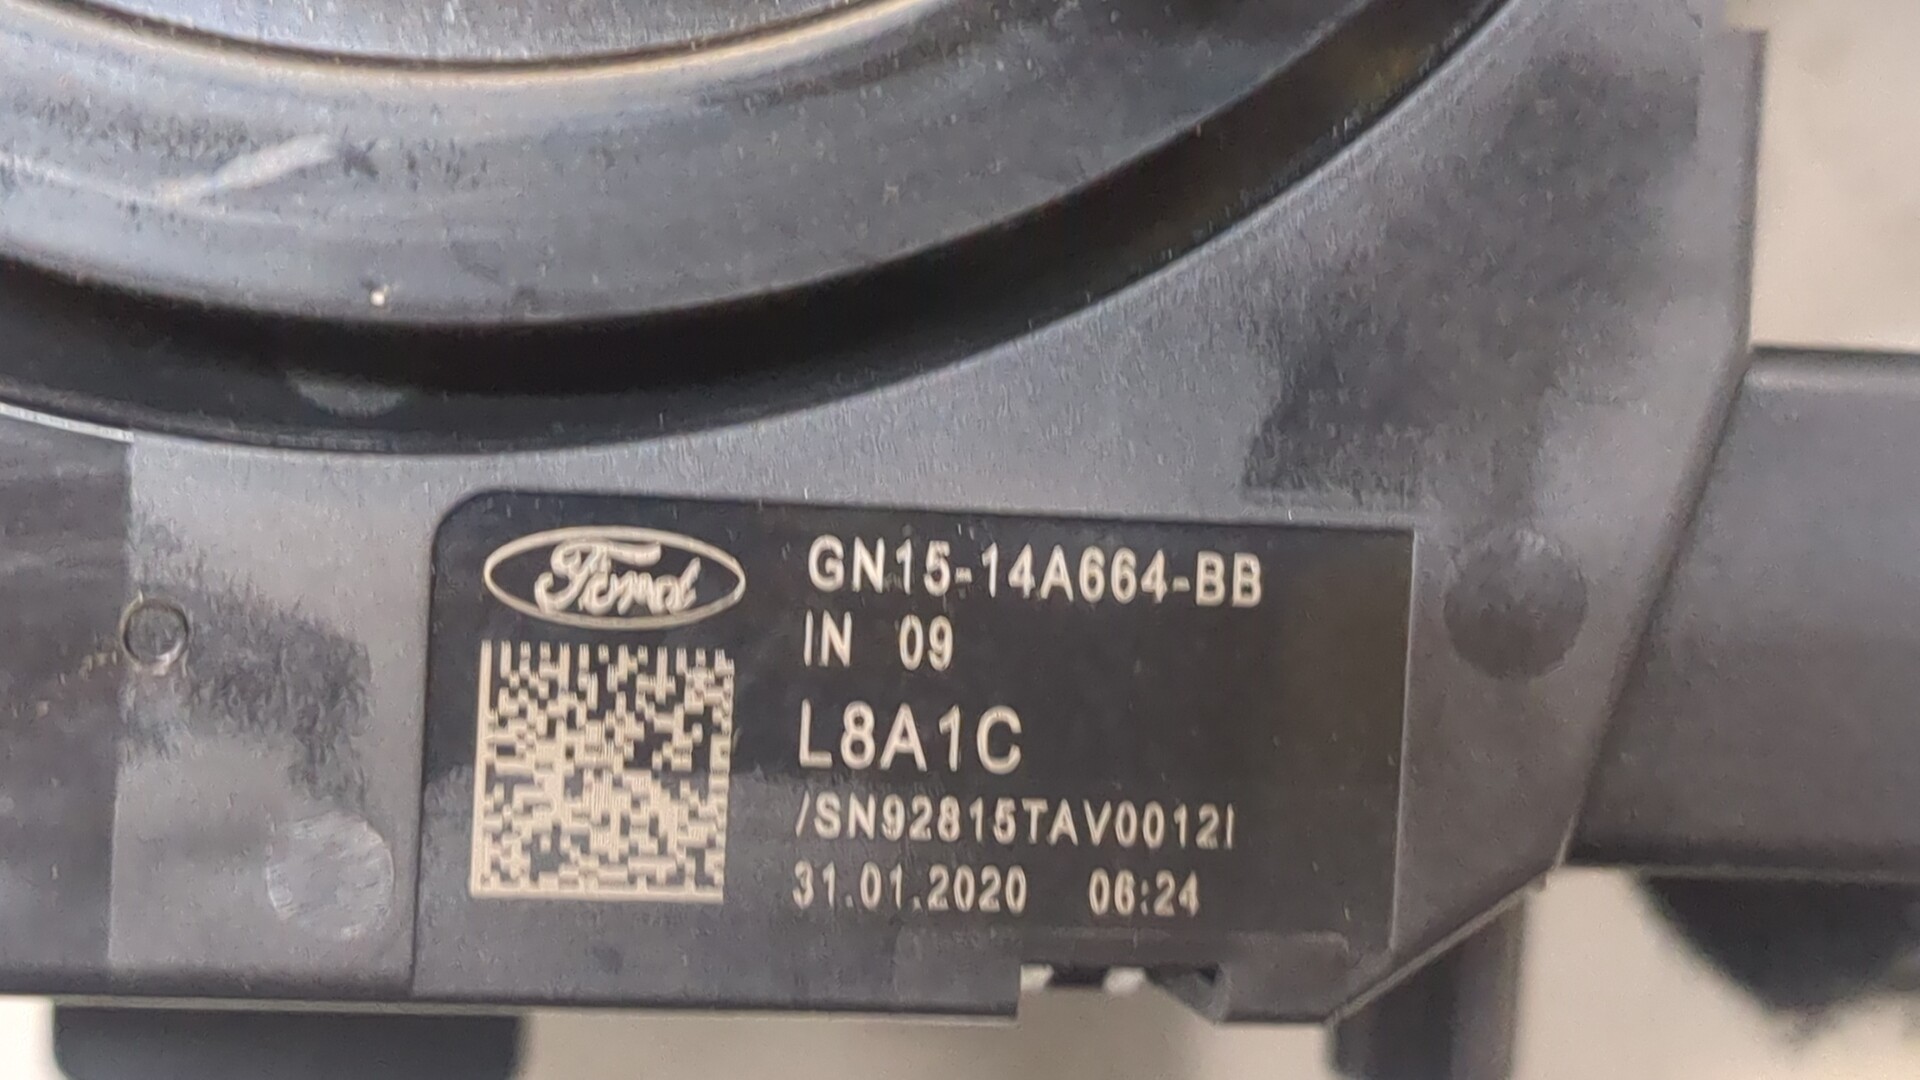 Ford
GN15-14A664-BB
IN 09
L8A1C
/SN92815TAV0012I
31.01.2020 06:24